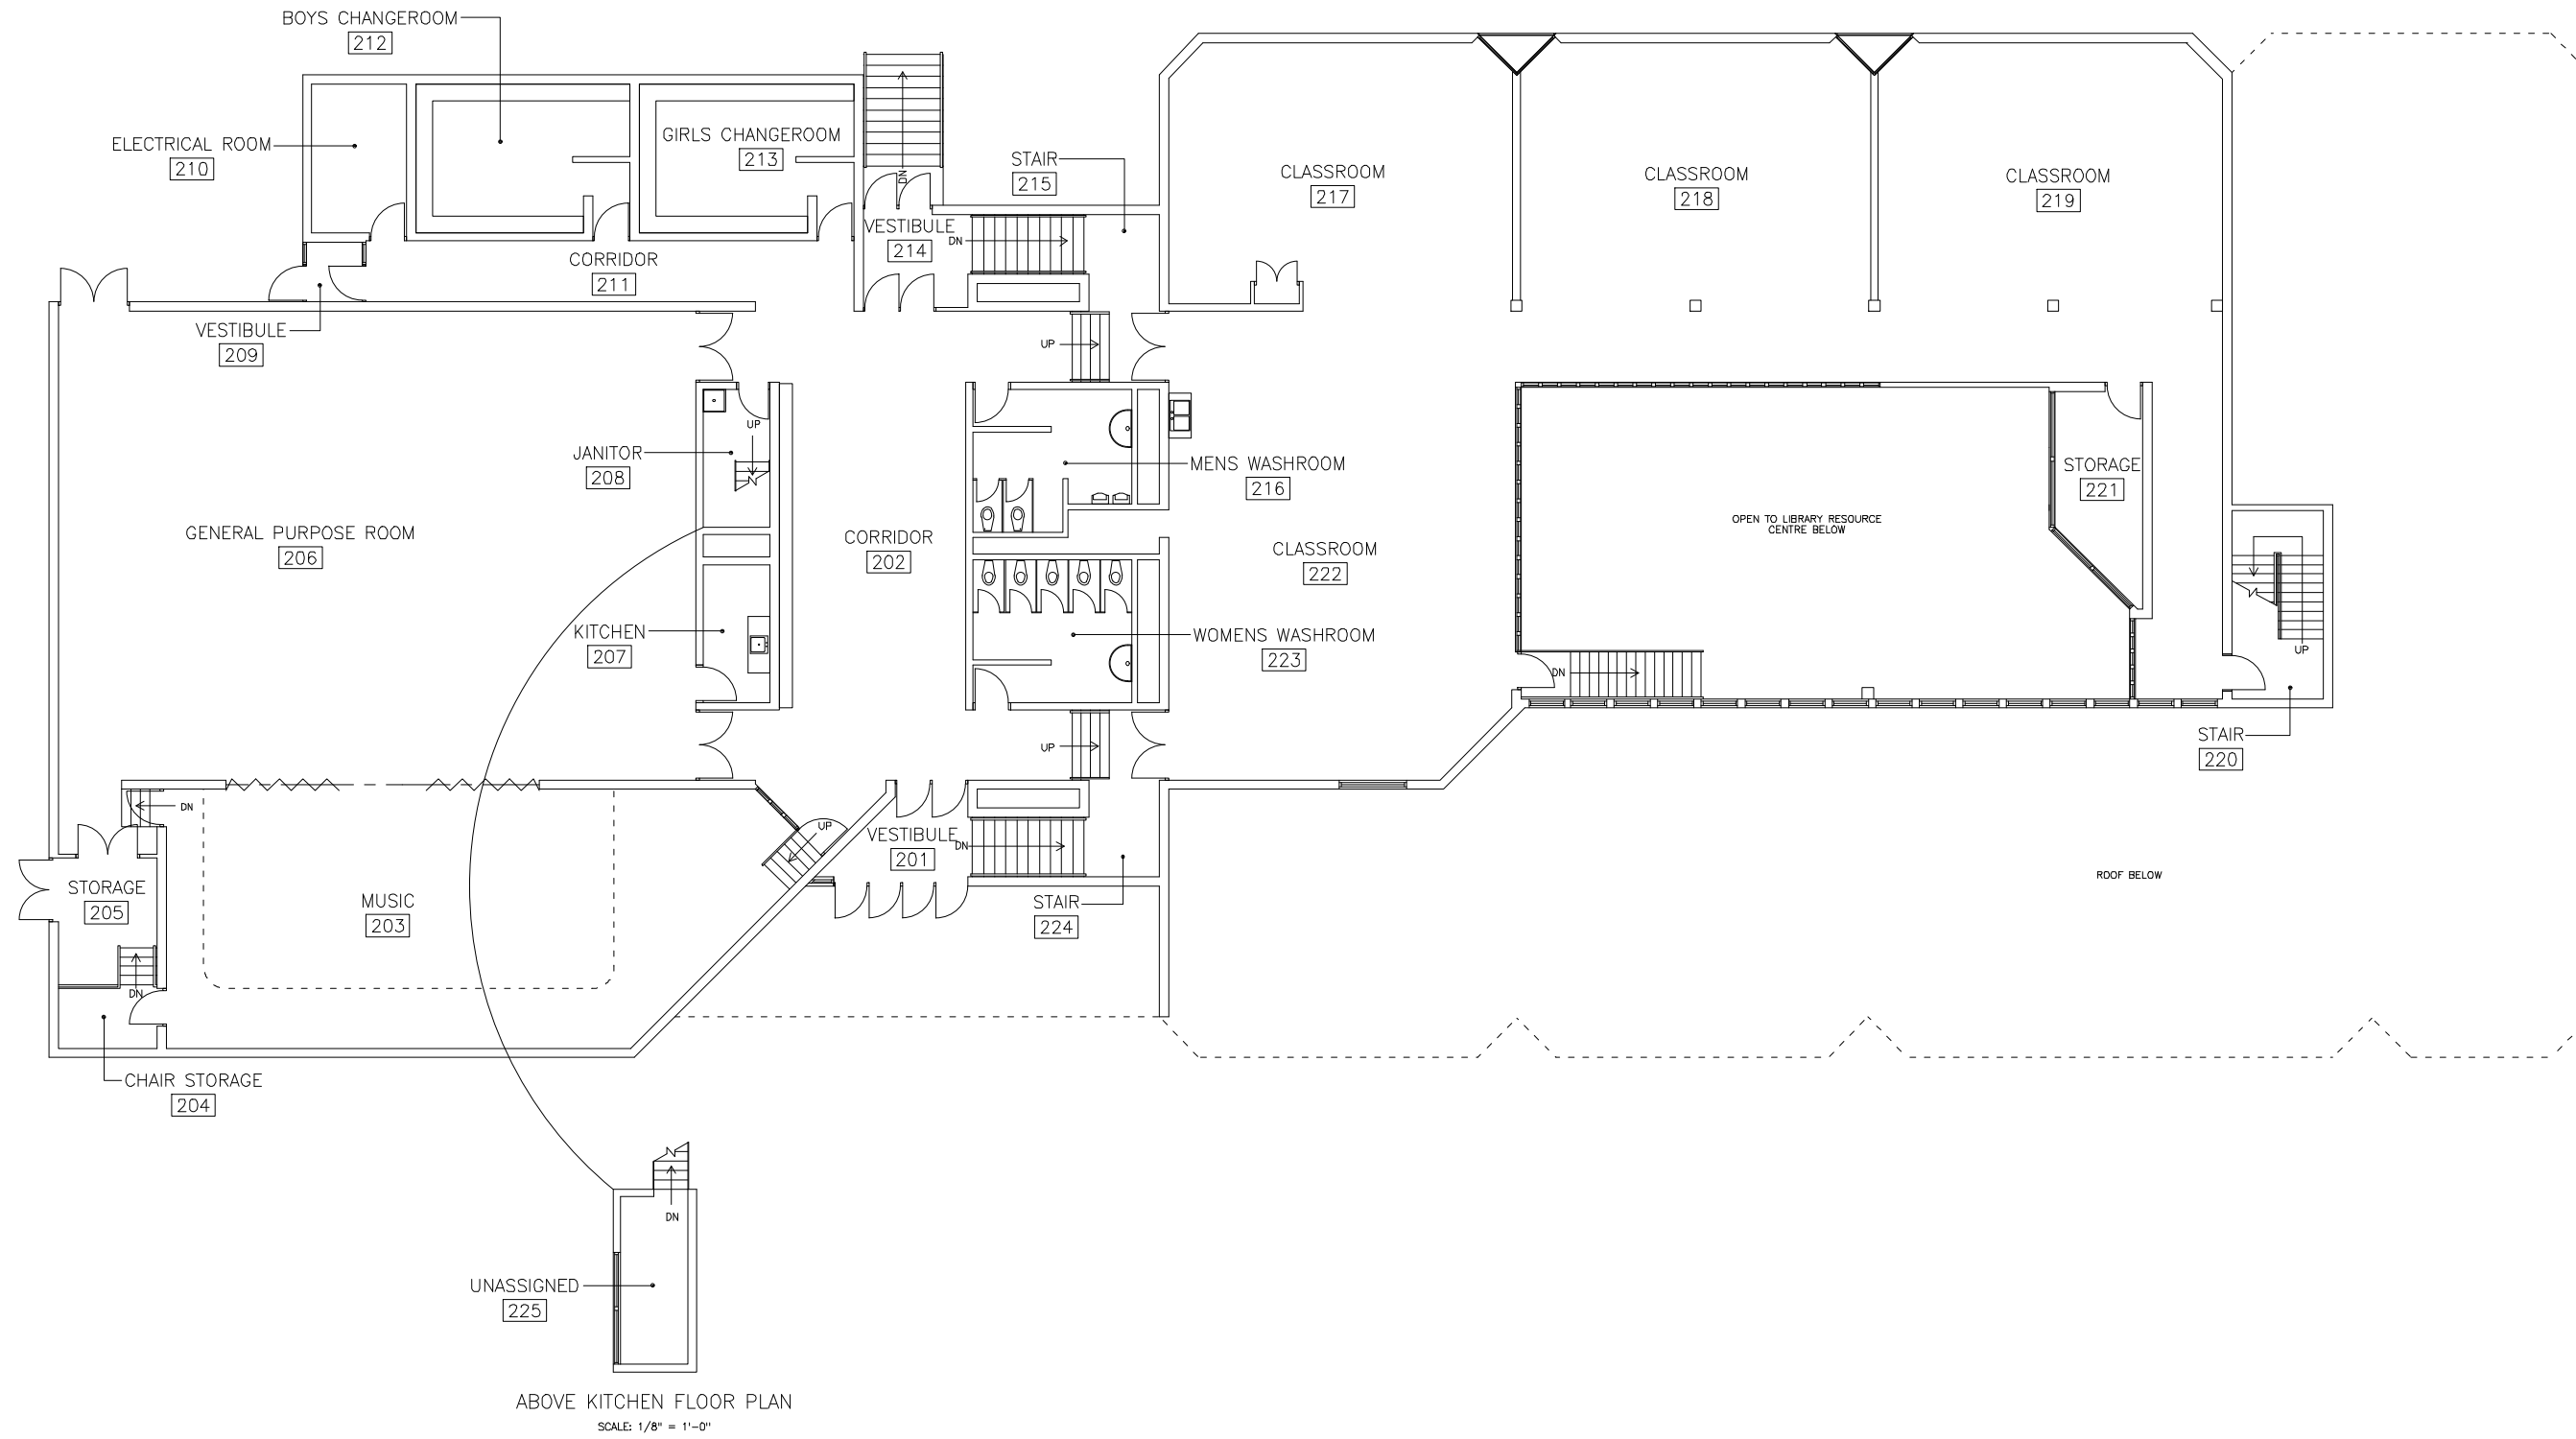 BOYS CHANGEROOM
212
ELECTRICAL ROOM
210
GIRLS CHANGEROOM
213
DN
STAIR
215
VESTIBULE
214
DN
CORRIDOR
211
VESTIBULE
209
CLASSROOM
217
CLASSROOM
218
CLASSROOM
219
UP
JANITOR
208
UP
MENS WASHROOM
216
STORAGE
221
GENERAL PURPOSE ROOM
206
CORRIDOR
202
CLASSROOM
222
OPEN TO LIBRARY RESOURCE
CENTRE BELOW
KITCHEN
207
WOMENS WASHROOM
223
DN
UP
STAIR
220
UP
DN
UP
VESTIBULE
201
DN
STORAGE
205
MUSIC
203
STAIR
224
ROOF BELOW
DN
CHAIR STORAGE
204
DN
UNASSIGNED
225
ABOVE KITCHEN FLOOR PLAN
SCALE: 1/8" = 1'-0"